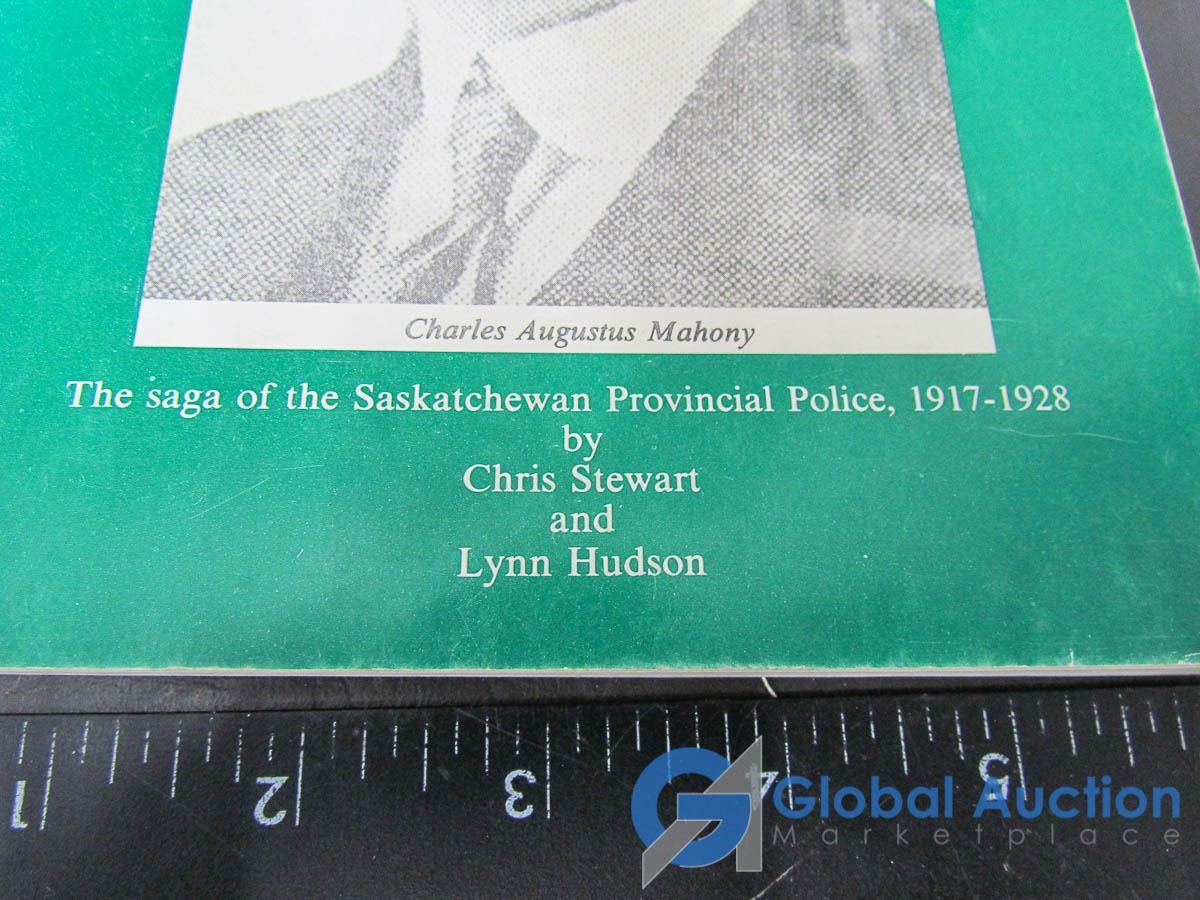 Charles Augustus Mahony
The saga of the Saskatchewan Provincial Police, 1917-1928
by
Chris Stewart
and
Lynn Hudson
1 2 3 4 5
GA Global Auction
Marketplace